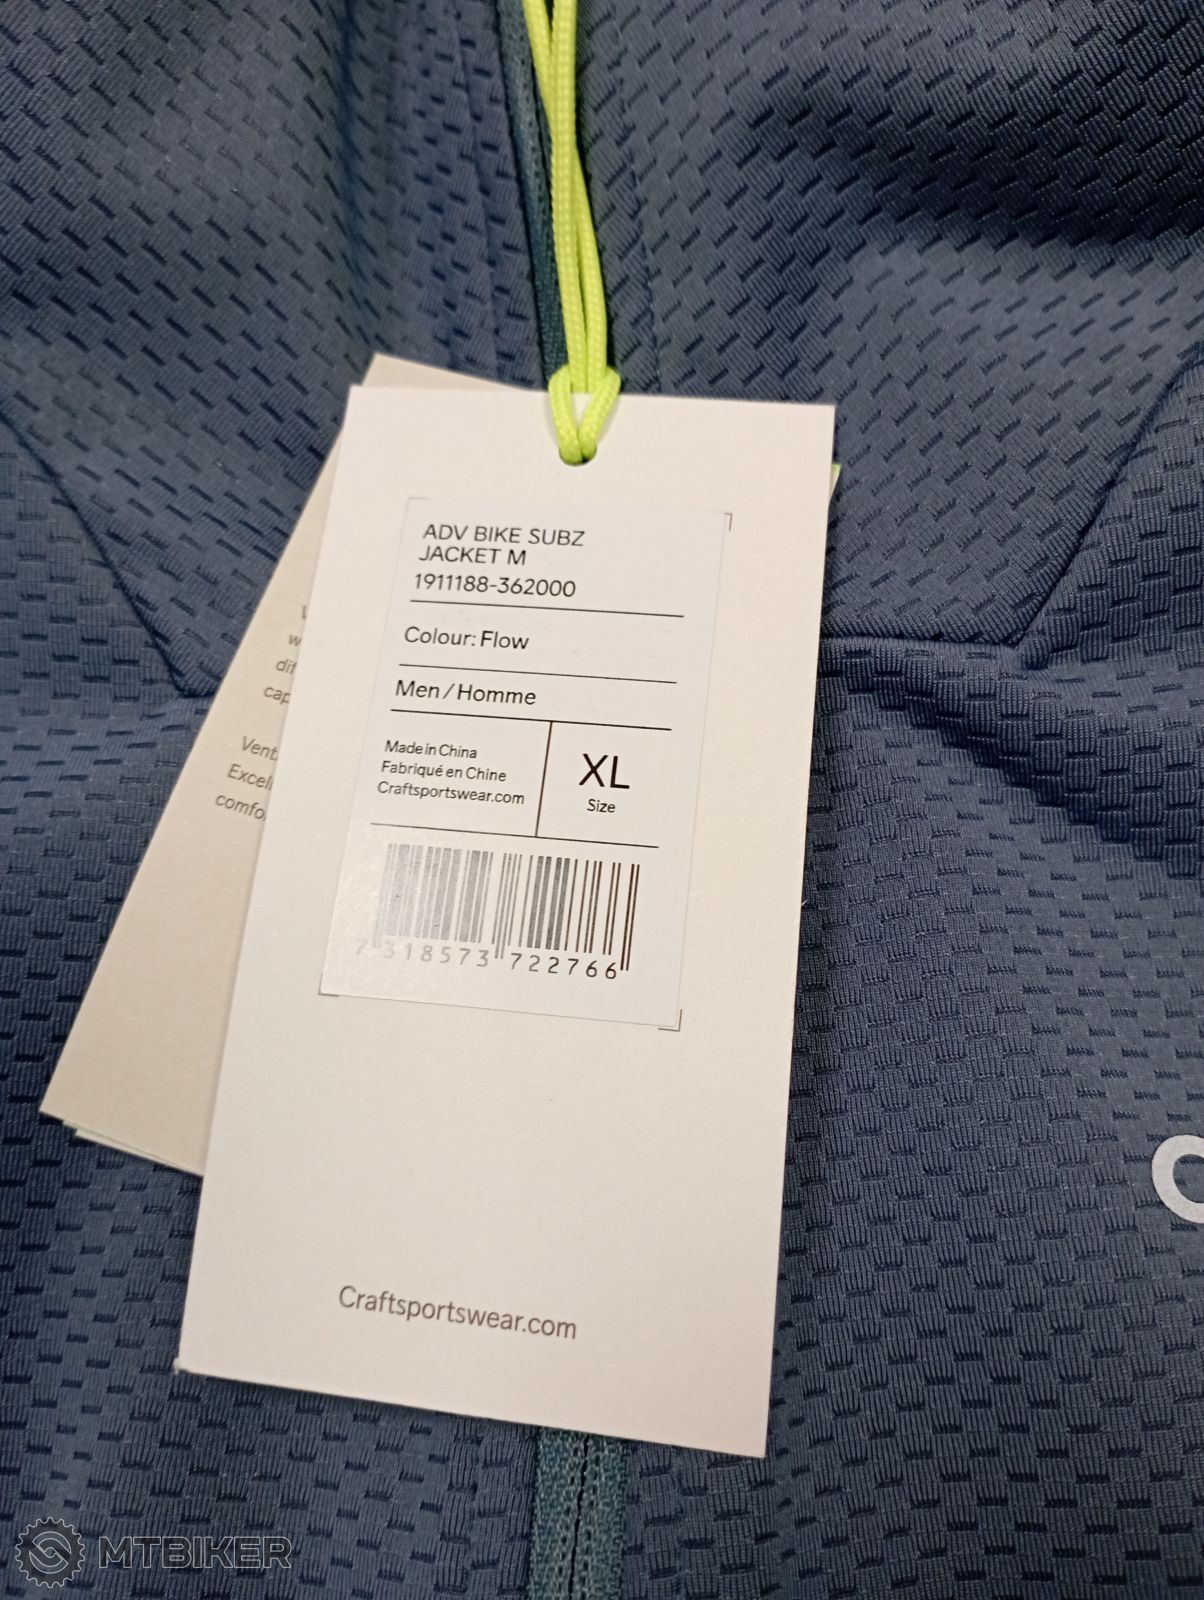 ADV BIKE SUBZ
JACKET M
1911188-362000
Colour: Flow
Men / Homme
Made in China
Fabriqué en Chine
Craftsportswear.com
XL
Size
7 318573 722766
Craftsportswear.com
MTBIKER